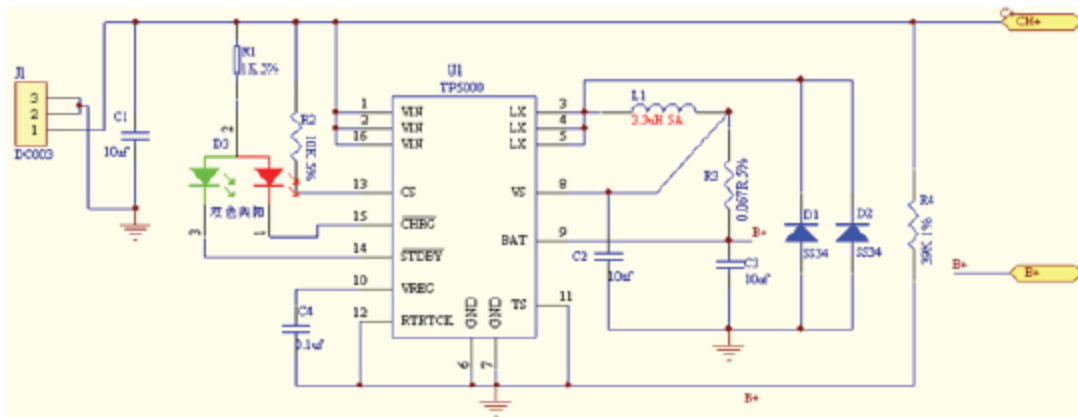 C+
CH+
J1
3
2
1
DC003
C1
10uf
R1
1K.5%
2
D3
双色共阳
3
1
R2
10K.5%
U1
TP5000
1
VIN
2
VIN
16
VIN
13
CS
15
CHRG
14
STDBY
10
VREG
12
RTRTCK
GND
GND
6
7
LX
3
LX
4
LX
5
VS
8
BAT
9
TS
11
C4
0.1uf
L1
3.3uH 5A
R3
0.067R.5%
B+
C2
10uf
C3
10uf
D1
SS34
D2
SS34
R4
39K 1%
B+
B+
B+